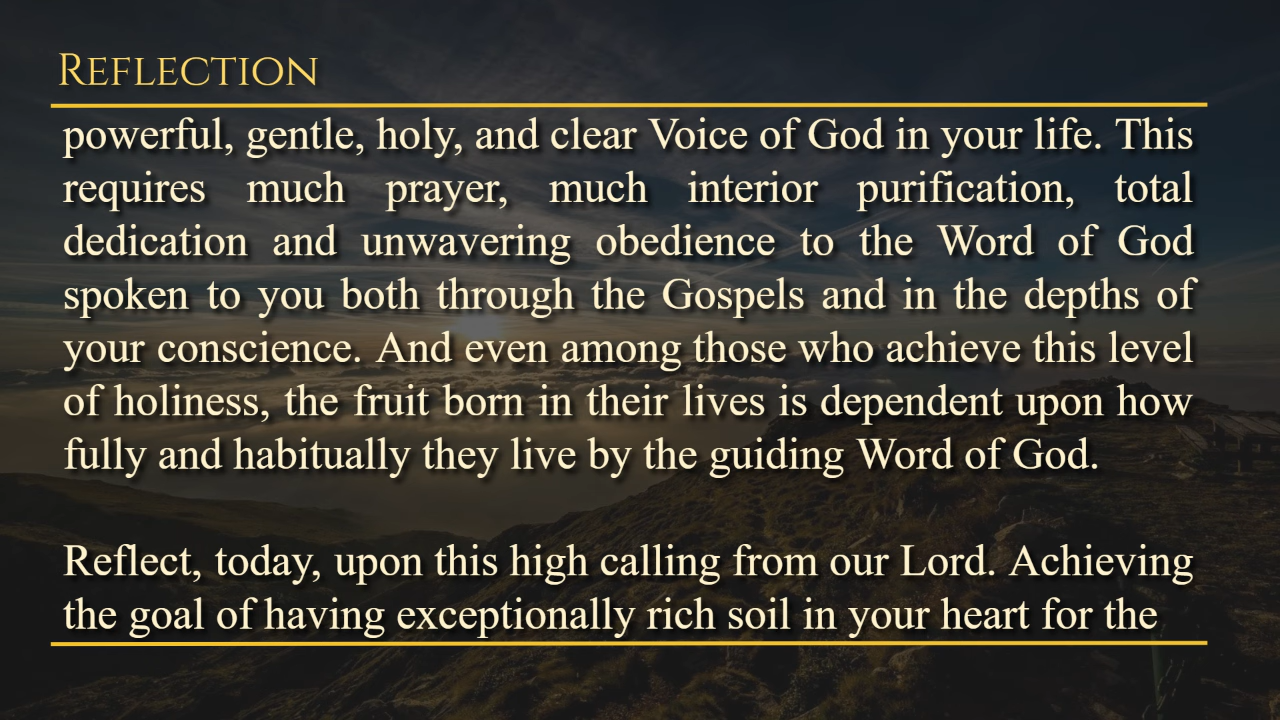 Reflection
powerful, gentle, holy, and clear Voice of God in your life. This
requires much prayer, much interior purification, total
dedication and unwavering obedience to the Word of God
spoken to you both through the Gospels and in the depths of
your conscience. And even among those who achieve this level
of holiness, the fruit born in their lives is dependent upon how
fully and habitually they live by the guiding Word of God.
Reflect, today, upon this high calling from our Lord. Achieving
the goal of having exceptionally rich soil in your heart for the